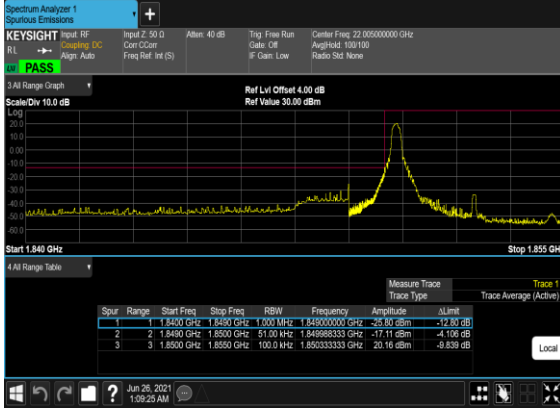 Spectrum Analyzer 1
Spurious Emissions
+
KEYSIGHT Input: RF Input Z: 50 Ω Atten: 40 dB Trig: Free Run Center Freq: 22.005000000 GHz
RL Coupling: DC Corr CCorr Gate: Off Avg|Hold: 100/100
Align: Auto Freq Ref: Int (S) IF Gain: Low Radio Std: None
LXI PASS
3.All Range Graph
Ref Lvl Offset 4.00 dB
Scale/Div 10.0 dB Ref Value 30.00 dBm
Log
20.0
10.0
0.00
-10.0
-20.0
-30.0
-40.0
-50.0
-60.0
Start 1.840 GHz Stop 1.855 GH
4.All Range Table
Measure Trace Trace 1
Trace Type Trace Average (Active)
Spur Range Start Freq Stop Freq RBW Frequency Amplitude ΔLimit
1 1 1.8400 GHz 1.8490 GHz 1.000 MHz 1.849000000 GHz -25.80 dBm -12.80 dB
2 2 1.8490 GHz 1.8500 GHz 51.00 kHz 1.849988333 GHz -17.11 dBm -4.106 dB
3 3 1.8500 GHz 1.8550 GHz 100.0 kHz 1.850333333 GHz 20.16 dBm -9.839 dB
Local
?
Jun 26, 2021
1:09:25 AM